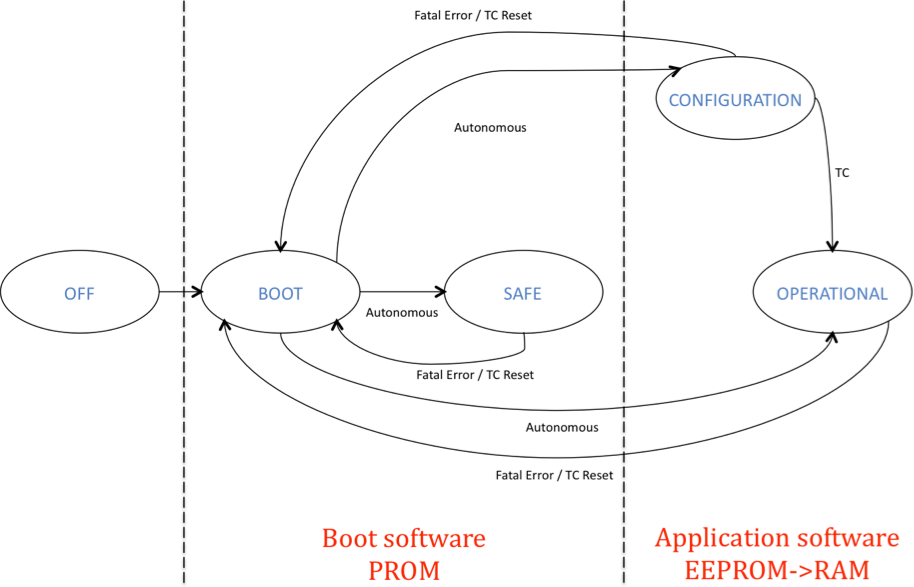 Fatal Error / TC Reset
CONFIGURATION
Autonomous
TC
OFF
BOOT
SAFE
OPERATIONAL
Autonomous
Fatal Error / TC Reset
Autonomous
Fatal Error / TC Reset
Boot software
PROM
Application software
EEPROM->RAM